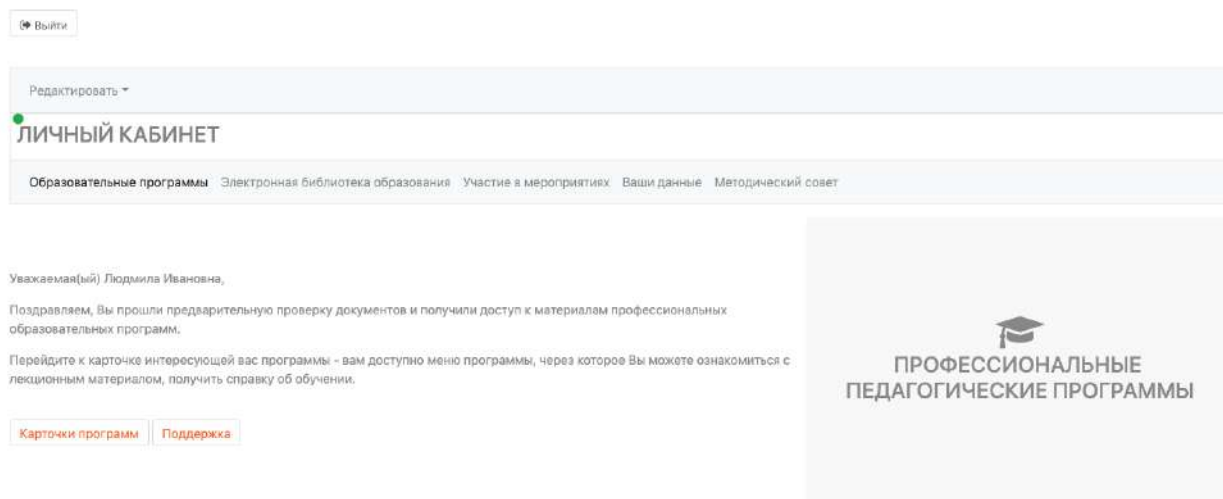 Выйти
Редактировать
ЛИЧНЫЙ КАБИНЕТ
Образовательные программы Электронная библиотека образования Участие в мероприятиях Ваши данные Методический совет
Уважаемая(ый) Людмила Ивановна,
Поздравляем, Вы прошли предварительную проверку документов и получили доступ к материалам профессиональных
образовательных программ.
Перейдите к карточке интересующей вас программы - вам доступно меню программы, через которое Вы можете ознакомиться с
лекционным материалом, получить справку об обучении.
Карточки программ Поддержка
ПРОФЕССИОНАЛЬНЫЕ
ПЕДАГОГИЧЕСКИЕ ПРОГРАММЫ